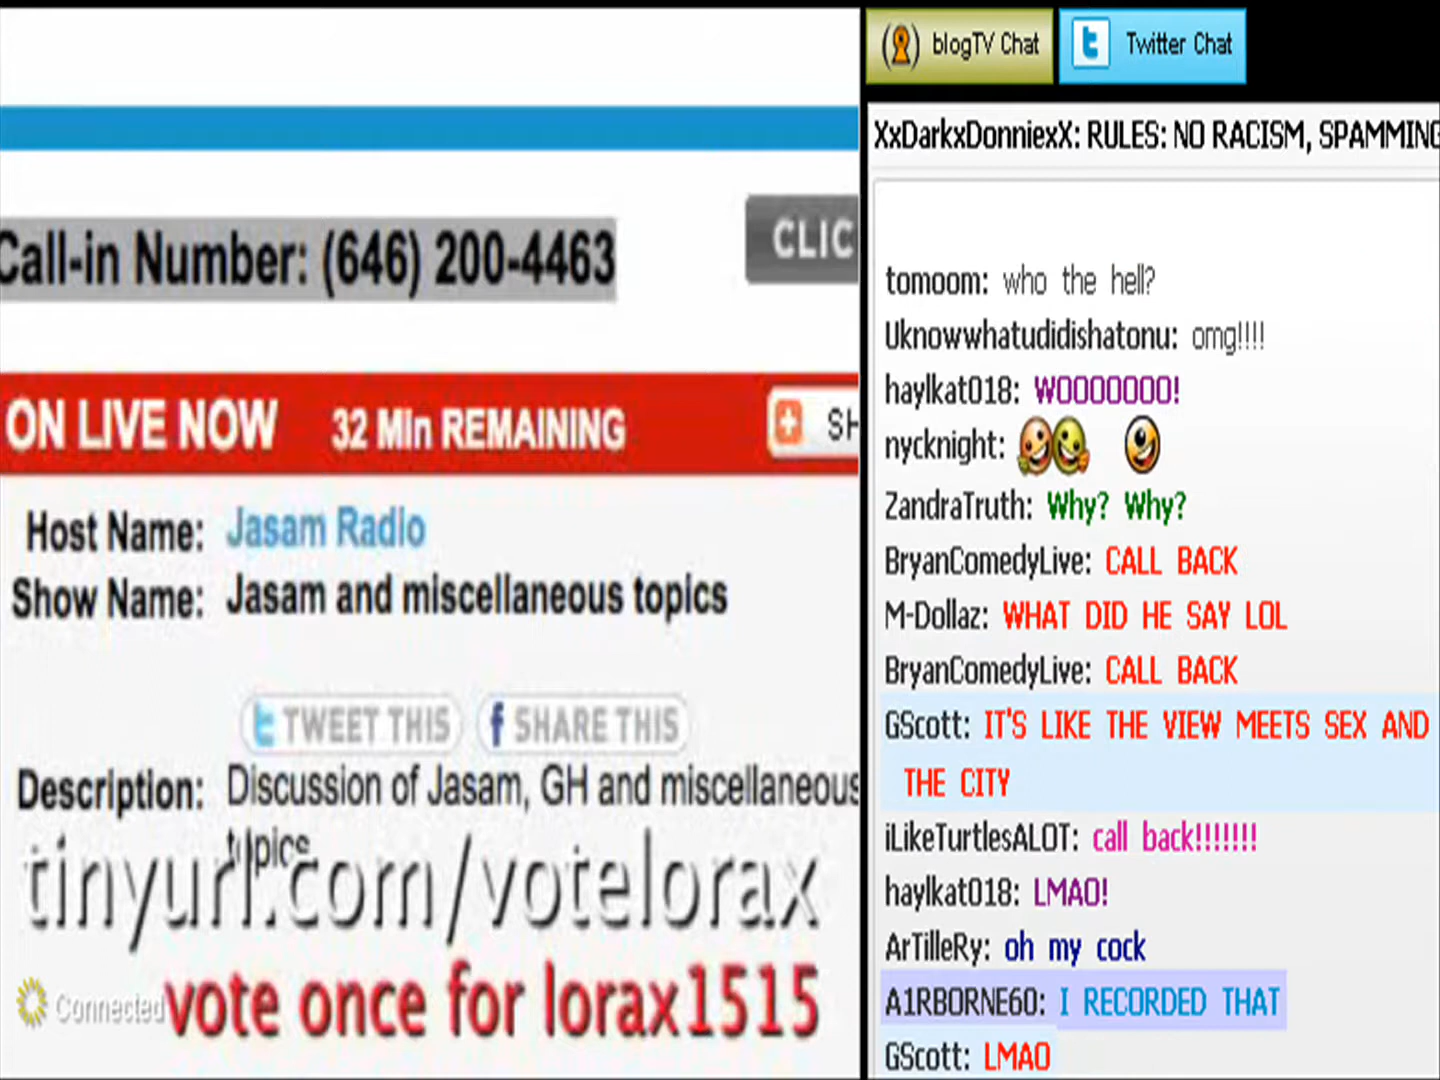 Call-in Number: (646) 200-4463
CLIC
ON LIVE NOW 32 Min REMAINING
SH
Host Name: Jasam Radio
Show Name: Jasam and miscellaneous topics
TWEET THIS SHARE THIS
Description: Discussion of Jasam, GH and miscellaneous
topics
tinyurl.com/votelorax
Connected
vote once for lorax1515
blogTV Chat
Twitter Chat
XxDarkxDonniexX: RULES: NO RACISM, SPAMMING
tomoom: who the hell?
Uknowwhatudidishatonu: omg!!!!
haylkat018: WOOOOOOO!
nycknight:
ZandraTruth: Why? Why?
BryanComedyLive: CALL BACK
M-Dollaz: WHAT DID HE SAY LOL
BryanComedyLive: CALL BACK
GScott: IT'S LIKE THE VIEW MEETS SEX AND
THE CITY
iLikeTurtlesALOT: call back!!!!!!!
haylkat018: LMAO!
ArTilleRy: oh my cock
A1RBORNE60: I RECORDED THAT
GScott: LMAO